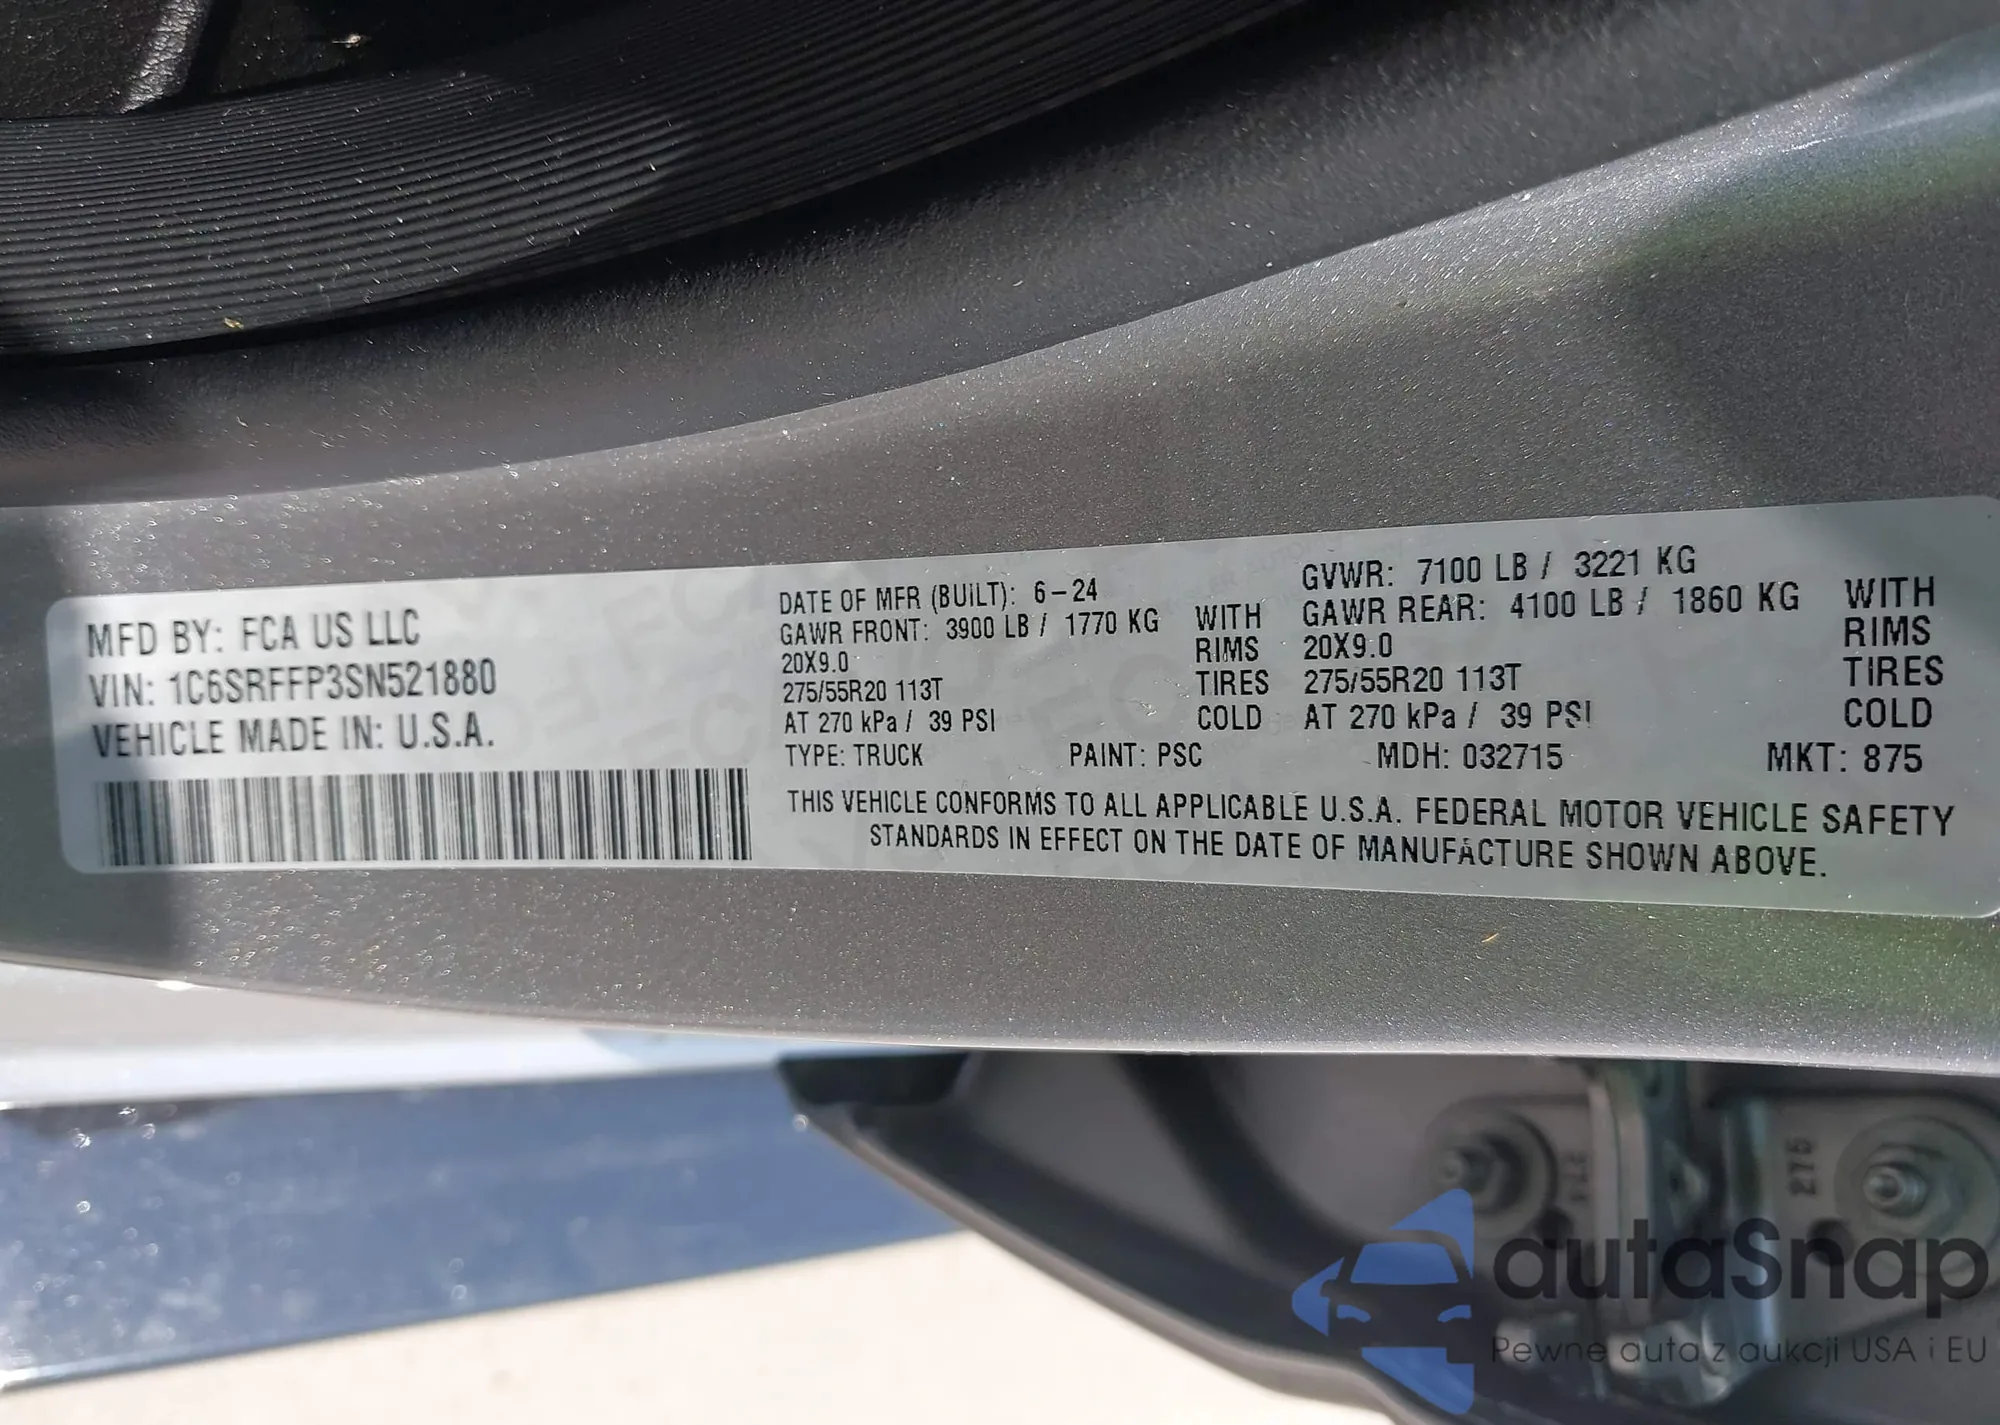 MFD BY: FCA US LLC
VIN: 1C6SRFFP3SN521880
VEHICLE MADE IN: U.S.A.
DATE OF MFR (BUILT): 6-24
GAWR FRONT: 3900 LB / 1770 KG WITH
20X9.0 RIMS
275/55R20 113T TIRES
AT 270 kPa / 39 PSI COLD
GVWR: 7100 LB / 3221 KG
GAWR REAR: 4100 LB / 1860 KG WITH
20X9.0 RIMS
275/55R20 113T TIRES
AT 270 kPa / 39 PSI COLD
TYPE: TRUCK PAINT: PSC MDH: 032715 MKT: 875
THIS VEHICLE CONFORMS TO ALL APPLICABLE U.S.A. FEDERAL MOTOR VEHICLE SAFETY
STANDARDS IN EFFECT ON THE DATE OF MANUFACTURE SHOWN ABOVE.
275
autaSnap
Pewne auta z aukcji USA i EU